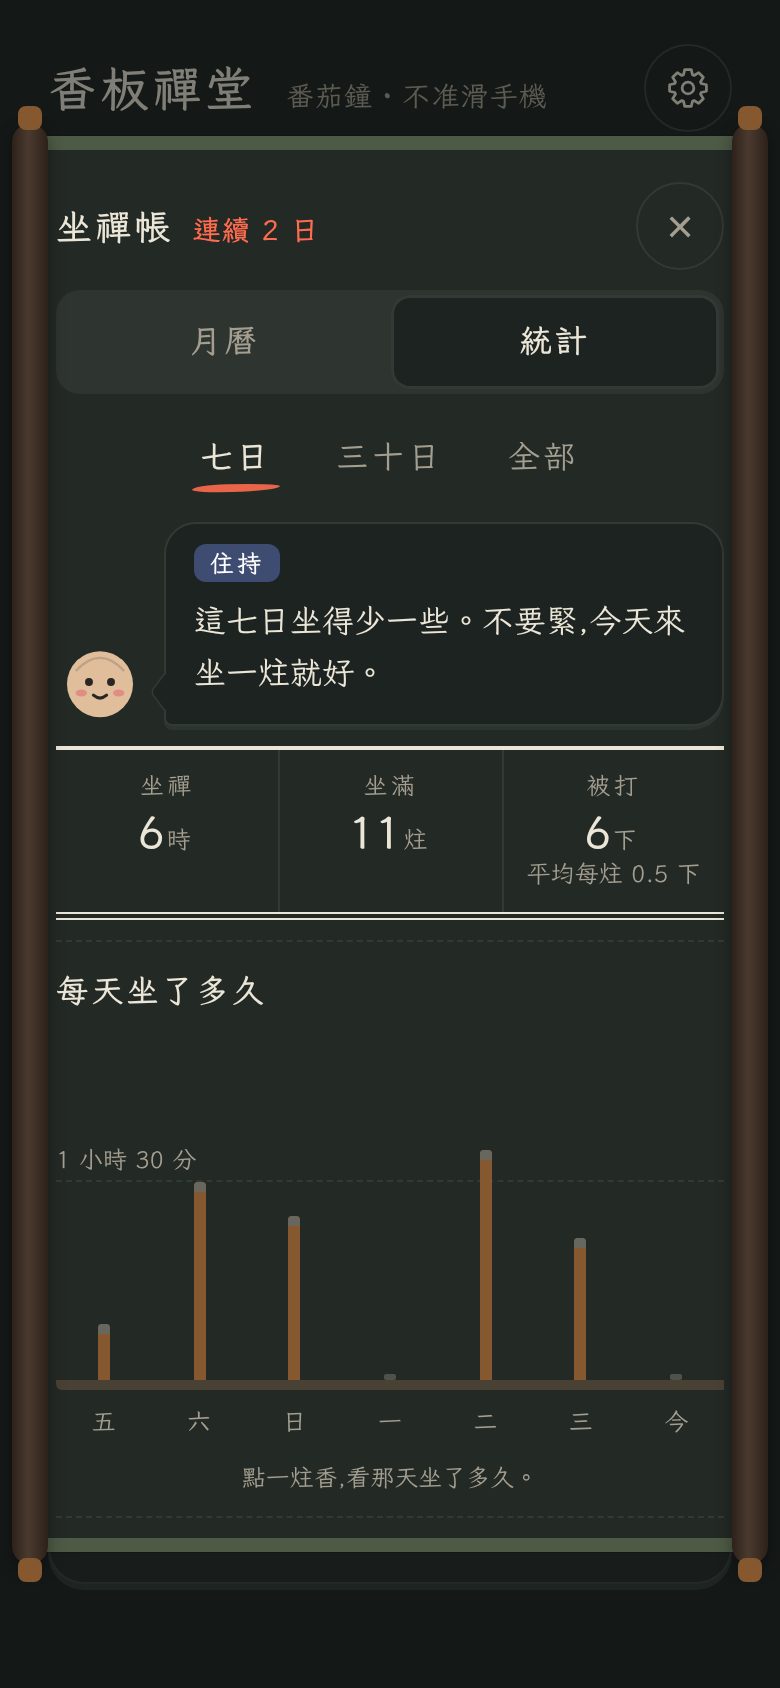 香板禪堂 番茄鐘・不准滑手機
坐禪帳 連續 2 日
月曆 統計
七日 三十日 全部
住持
這七日坐得少一些。不要緊,今天來
坐一炷就好。
坐禪 坐滿 被打
6時 11炷 6下
平均每炷 0.5 下
每天坐了多久
1 小時 30 分
五 六 日 一 二 三 今
點一炷香,看那天坐了多久。